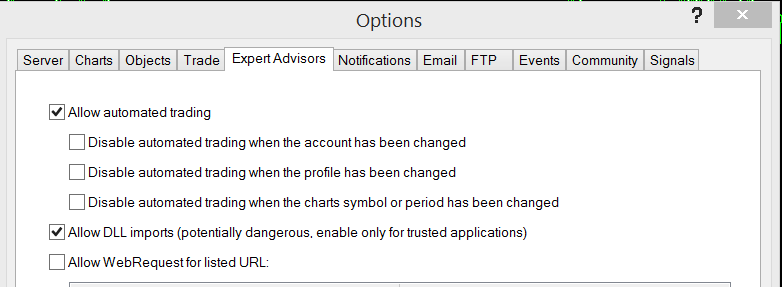 Options
?
Server Charts Objects Trade Expert Advisors Notifications Email FTP Events Community Signals
Allow automated trading
Disable automated trading when the account has been changed
Disable automated trading when the profile has been changed
Disable automated trading when the charts symbol or period has been changed
Allow DLL imports (potentially dangerous, enable only for trusted applications)
Allow WebRequest for listed URL: